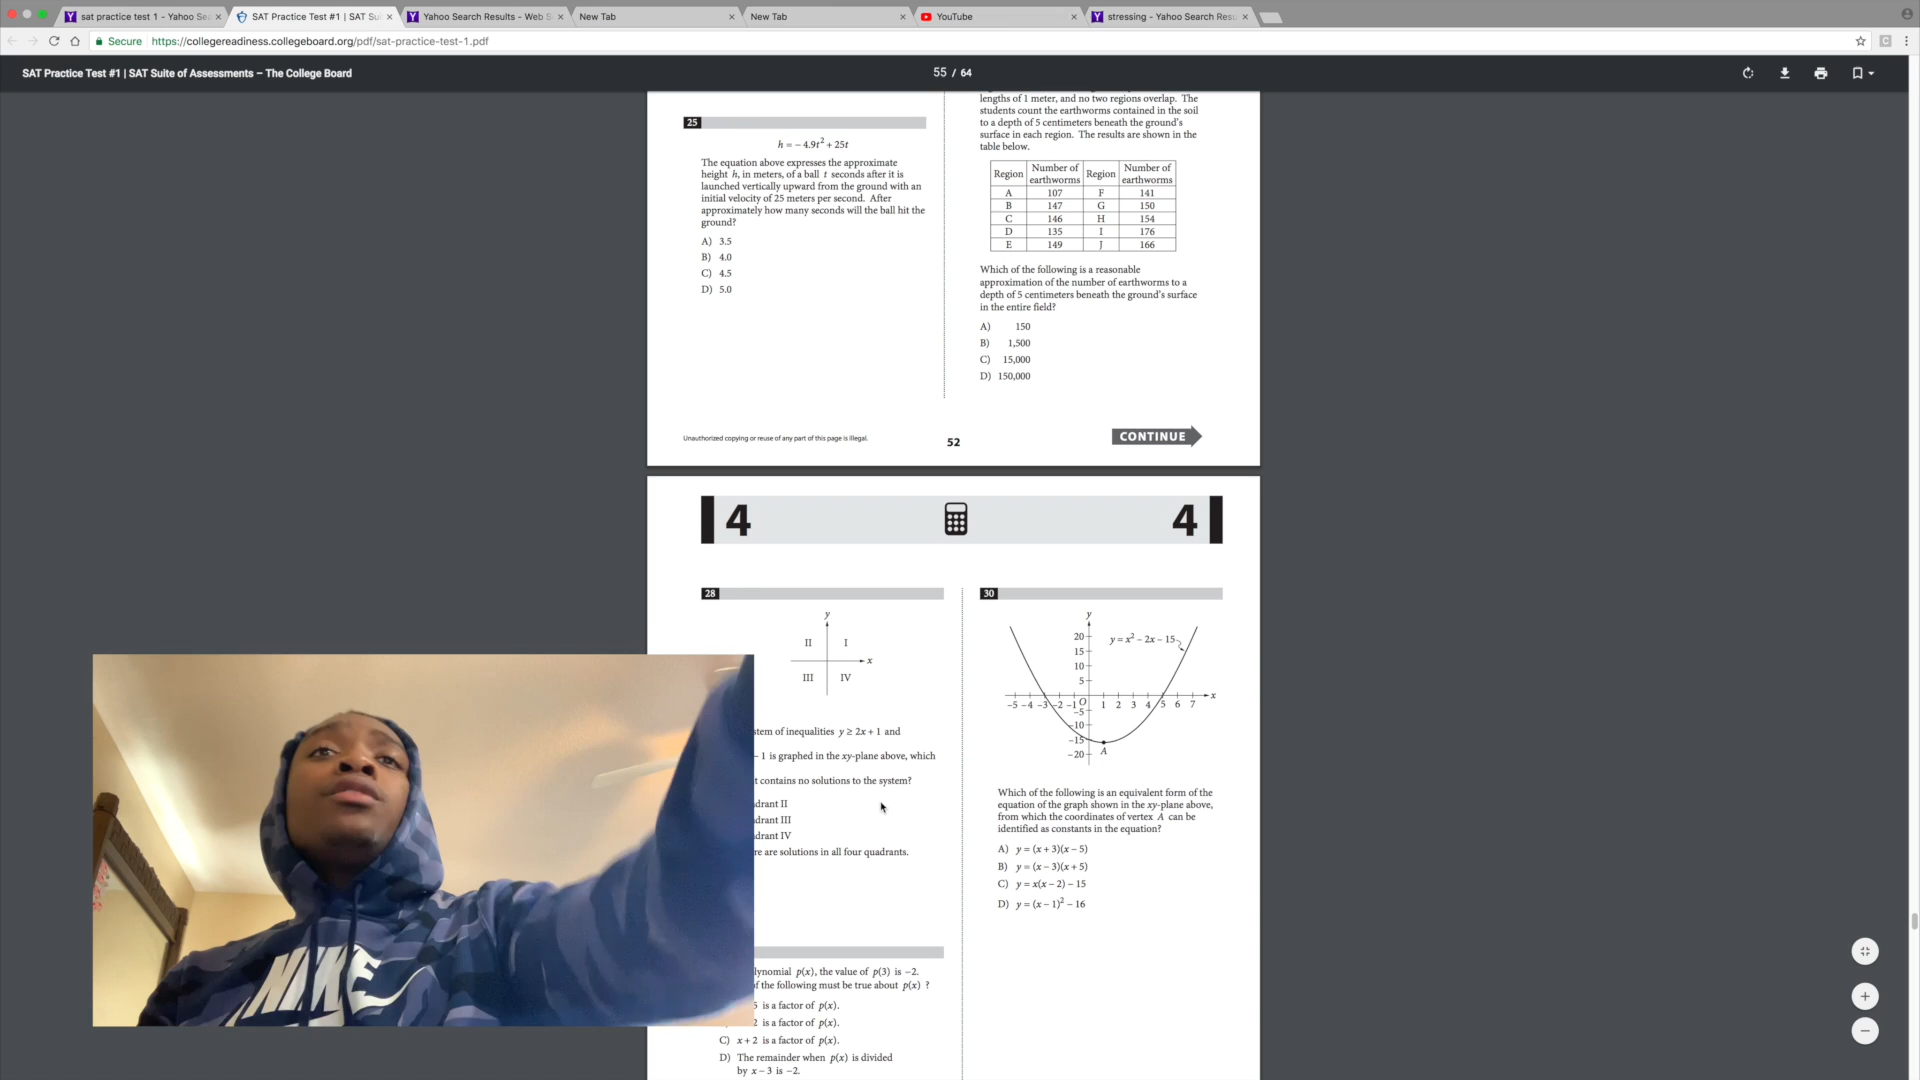 sat practice test 1 - Yahoo Sea
SAT Practice Test #1 | SAT Sui
Yahoo Search Results - Web S
New Tab
New Tab
YouTube
stressing - Yahoo Search Resu
Secure https://collegereadiness.collegeboard.org/pdf/sat-practice-test-1.pdf
SAT Practice Test #1 | SAT Suite of Assessments – The College Board
55 / 64
25
h = − 4.9t² + 25t
The equation above expresses the approximate
height h, in meters, of a ball t seconds after it is
launched vertically upward from the ground with an
initial velocity of 25 meters per second. After
approximately how many seconds will the ball hit the
ground?
A) 3.5
B) 4.0
C) 4.5
D) 5.0
lengths of 1 meter, and no two regions overlap. The
students count the earthworms contained in the soil
to a depth of 5 centimeters beneath the ground's
surface in each region. The results are shown in the
table below.
Region Number of earthworms Region Number of earthworms
A 107 F 141
B 147 G 150
C 146 H 154
D 135 I 176
E 149 J 166
Which of the following is a reasonable
approximation of the number of earthworms to a
depth of 5 centimeters beneath the ground's surface
in the entire field?
A) 150
B) 1,500
C) 15,000
D) 150,000
Unauthorized copying or reuse of any part of this page is illegal.
52
CONTINUE
4
4
28
y
II I
x
III IV
stem of inequalities y ≥ 2x + 1 and
– 1 is graphed in the xy-plane above, which
t contains no solutions to the system?
drant II
drant III
drant IV
re are solutions in all four quadrants.
lynomial p(x), the value of p(3) is −2.
f the following must be true about p(x) ?
5 is a factor of p(x).
2 is a factor of p(x).
C) x + 2 is a factor of p(x).
D) The remainder when p(x) is divided
by x − 3 is −2.
30
y
y = x² − 2x − 15
20
15
10
5
x
-5 -4 -3 -2 -1 O 1 2 3 4 5 6 7
-5
-10
-15
-20
A
Which of the following is an equivalent form of the
equation of the graph shown in the xy-plane above,
from which the coordinates of vertex A can be
identified as constants in the equation?
A) y = (x + 3)(x − 5)
B) y = (x − 3)(x + 5)
C) y = x(x − 2) − 15
D) y = (x − 1)² − 16
NIKE